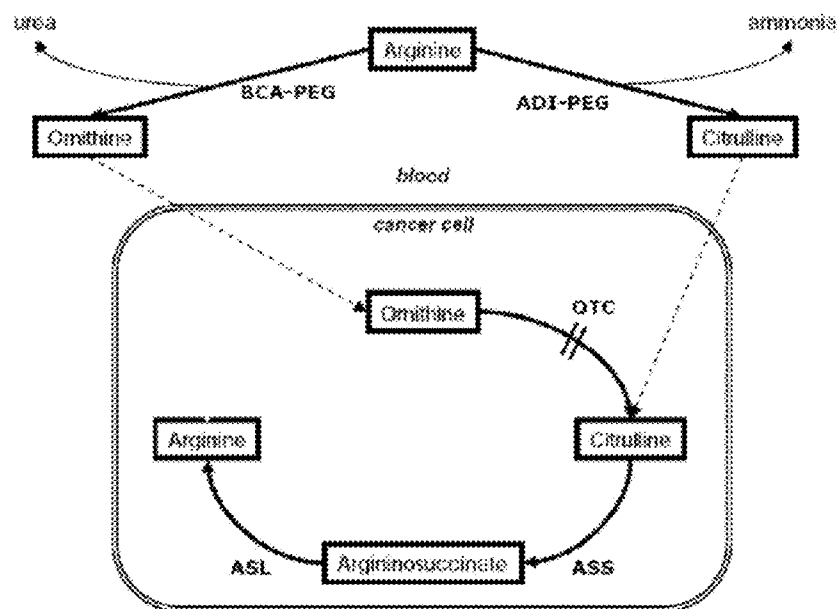 urea
ammonia
Arginine
BCA-PEG
ADI-PEG
Ornithine
Citrulline
blood
cancer cell
Ornithine
OTC
Arginine
Citrulline
ASL
Argininosuccinate
ASS